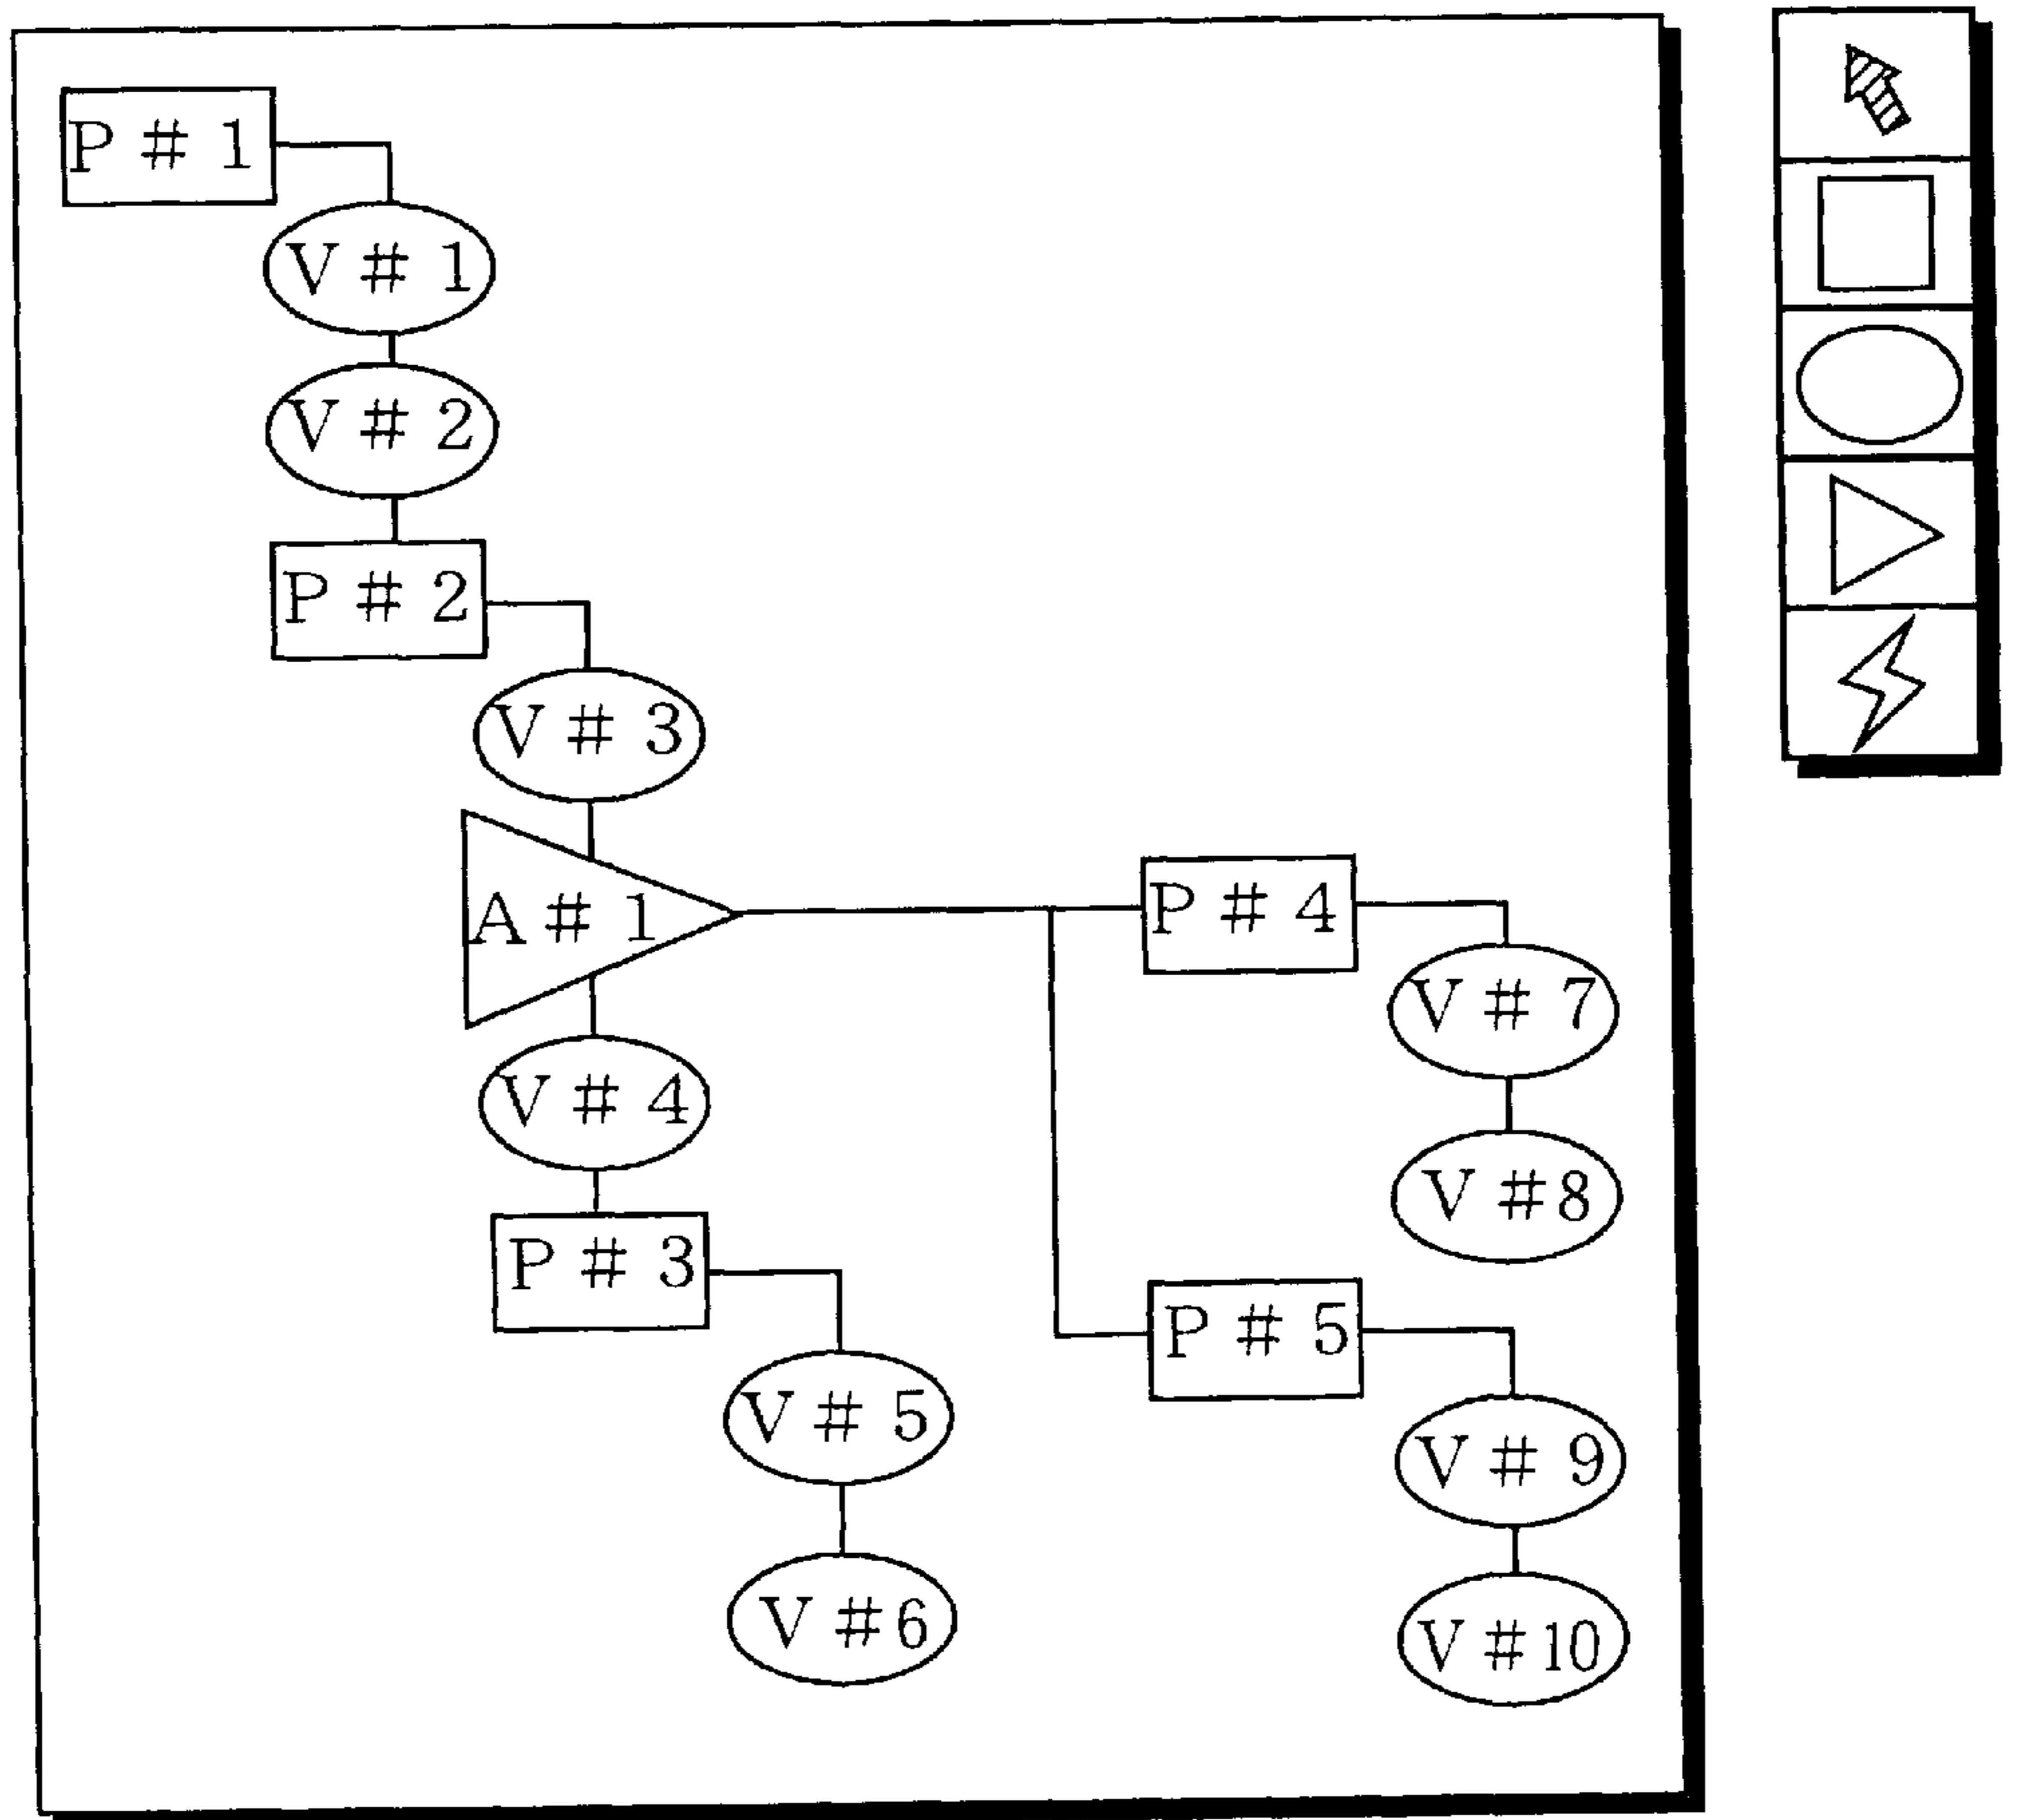 P # 1
V # 1
V # 2
P # 2
V # 3
A # 1
P # 4
V # 7
V # 4
V #8
P # 3
P # 5
V # 5
V # 9
V #6
V #10